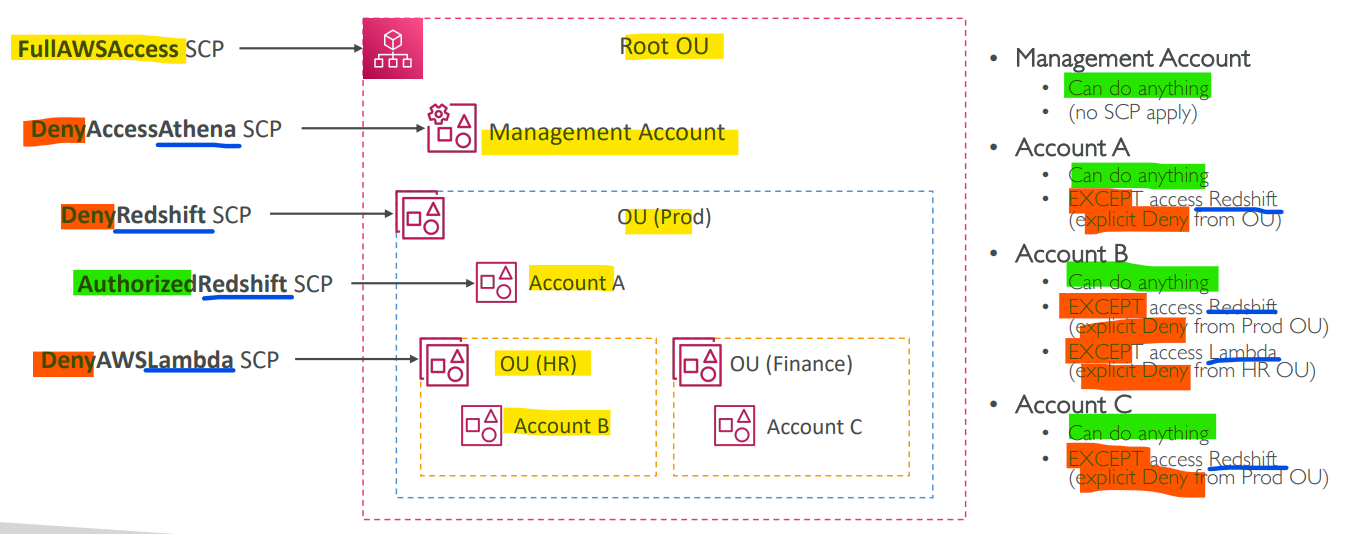 FullAWSAccess SCP
Root OU
DenyAccessAthena SCP
Management Account
DenyRedshift SCP
OU (Prod)
AuthorizedRedshift SCP
Account A
DenyAWSLambda SCP
OU (HR)
OU (Finance)
Account B
Account C
• Management Account
• Can do anything
• (no SCP apply)
• Account A
• Can do anything
• EXCEPT access Redshift
(explicit Deny from OU)
• Account B
• Can do anything
• EXCEPT access Redshift
(explicit Deny from Prod OU)
• EXCEPT access Lambda
(explicit Deny from HR OU)
• Account C
• Can do anything
• EXCEPT access Redshift
(explicit Deny from Prod OU)